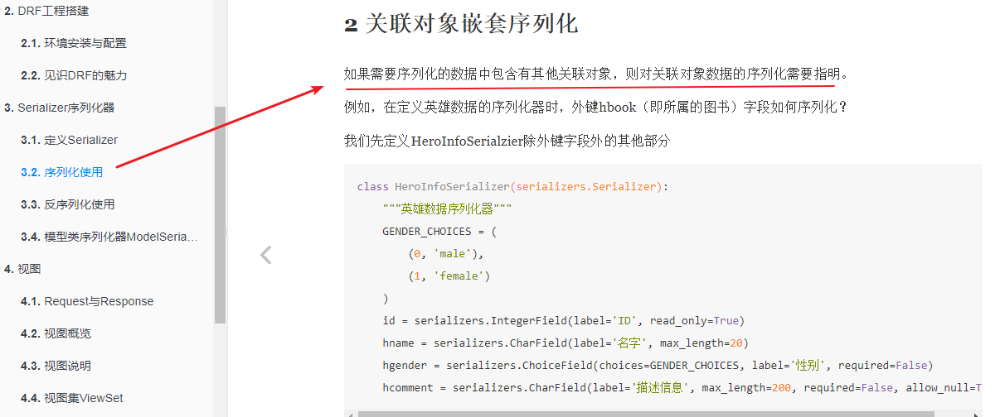 2. DRF工程搭建
2.1. 环境安装与配置
2.2. 见识DRF的魅力
3. Serializer序列化器
3.1. 定义Serializer
3.2. 序列化使用
3.3. 反序列化使用
3.4. 模型类序列化器ModelSeria...
4. 视图
4.1. Request与Response
4.2. 视图概览
4.3. 视图说明
4.4. 视图集ViewSet
2 关联对象嵌套序列化
如果需要序列化的数据中包含有其他关联对象，则对关联对象数据的序列化需要指明。
例如，在定义英雄数据的序列化器时，外键hbook（即所属的图书）字段如何序列化？
我们先定义HeroInfoSerialzier除外键字段外的其他部分
class HeroInfoSerializer(serializers.Serializer):
"""英雄数据序列化器"""
GENDER_CHOICES = (
(0, 'male'),
(1, 'female')
)
id = serializers.IntegerField(label='ID', read_only=True)
hname = serializers.CharField(label='名字', max_length=20)
hgender = serializers.ChoiceField(choices=GENDER_CHOICES, label='性别', required=False)
hcomment = serializers.CharField(label='描述信息', max_length=200, required=False, allow_null=T